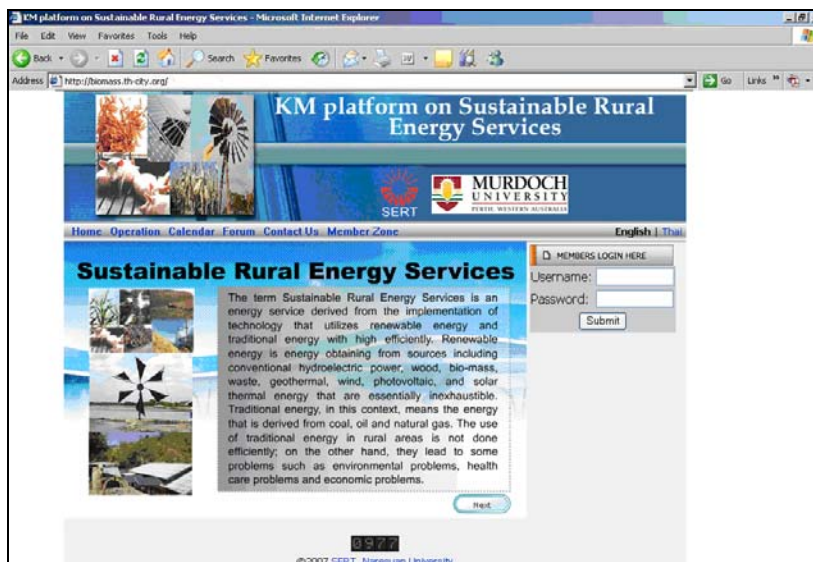 KM platform on Sustainable Rural Energy Services - Microsoft Internet Explorer
File Edit View Favorites Tools Help
Back Search Favorites
Address http://biomass.th-city.org/ Go Links »
KM platform on Sustainable Rural
Energy Services
SERT
MURDOCH
UNIVERSITY
PERTH, WESTERN AUSTRALIA
Home Operation Calendar Forum Contact Us Member Zone English | Thai
MEMBERS LOGIN HERE
Username:
Password:
Submit
Sustainable Rural Energy Services
The term Sustainable Rural Energy Services is an
energy service derived from the implementation of
technology that utilizes renewable energy and
traditional energy with high efficiently. Renewable
energy is energy obtaining from sources including
conventional hydroelectric power, wood, bio-mass,
waste, geothermal, wind, photovoltaic, and solar
thermal energy that are essentially inexhaustible.
Traditional energy, in this context, means the energy
that is derived from coal, oil and natural gas. The use
of traditional energy in rural areas is not done
efficiently; on the other hand, they lead to some
problems such as environmental problems, health
care problems and economic problems.
Next
0977
©2007 SERT, Naresuan University